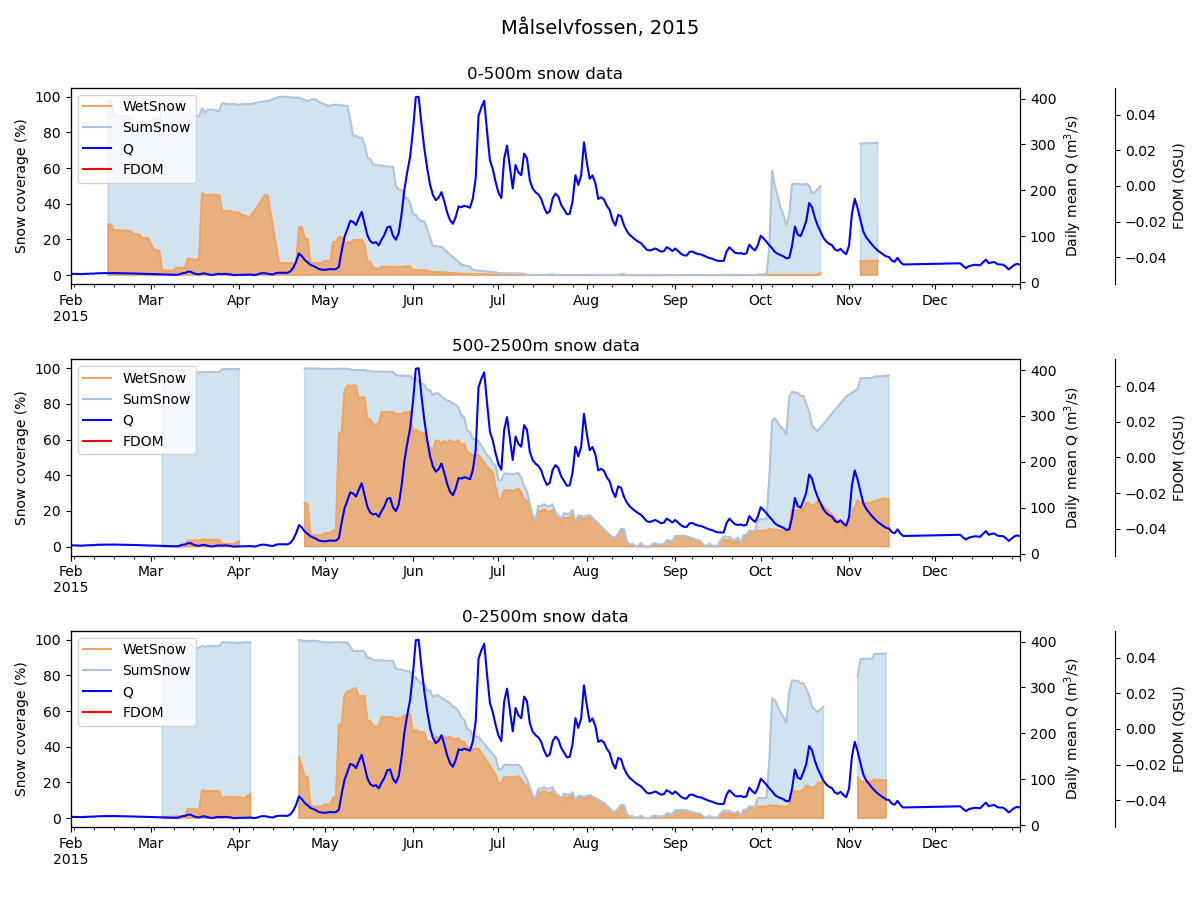 Målselvfossen, 2015
0-500m snow data
Snow coverage (%)
100
80
60
40
20
0
WetSnow
SumSnow
Q
FDOM
400
300
200
100
0
Daily mean Q (m³/s)
0.04
0.02
0.00
−0.02
−0.04
FDOM (QSU)
Feb Mar Apr May Jun Jul Aug Sep Oct Nov Dec
2015
500-2500m snow data
Snow coverage (%)
100
80
60
40
20
0
WetSnow
SumSnow
Q
FDOM
400
300
200
100
0
Daily mean Q (m³/s)
0.04
0.02
0.00
−0.02
−0.04
FDOM (QSU)
Feb Mar Apr May Jun Jul Aug Sep Oct Nov Dec
2015
0-2500m snow data
Snow coverage (%)
100
80
60
40
20
0
WetSnow
SumSnow
Q
FDOM
400
300
200
100
0
Daily mean Q (m³/s)
0.04
0.02
0.00
−0.02
−0.04
FDOM (QSU)
Feb Mar Apr May Jun Jul Aug Sep Oct Nov Dec
2015